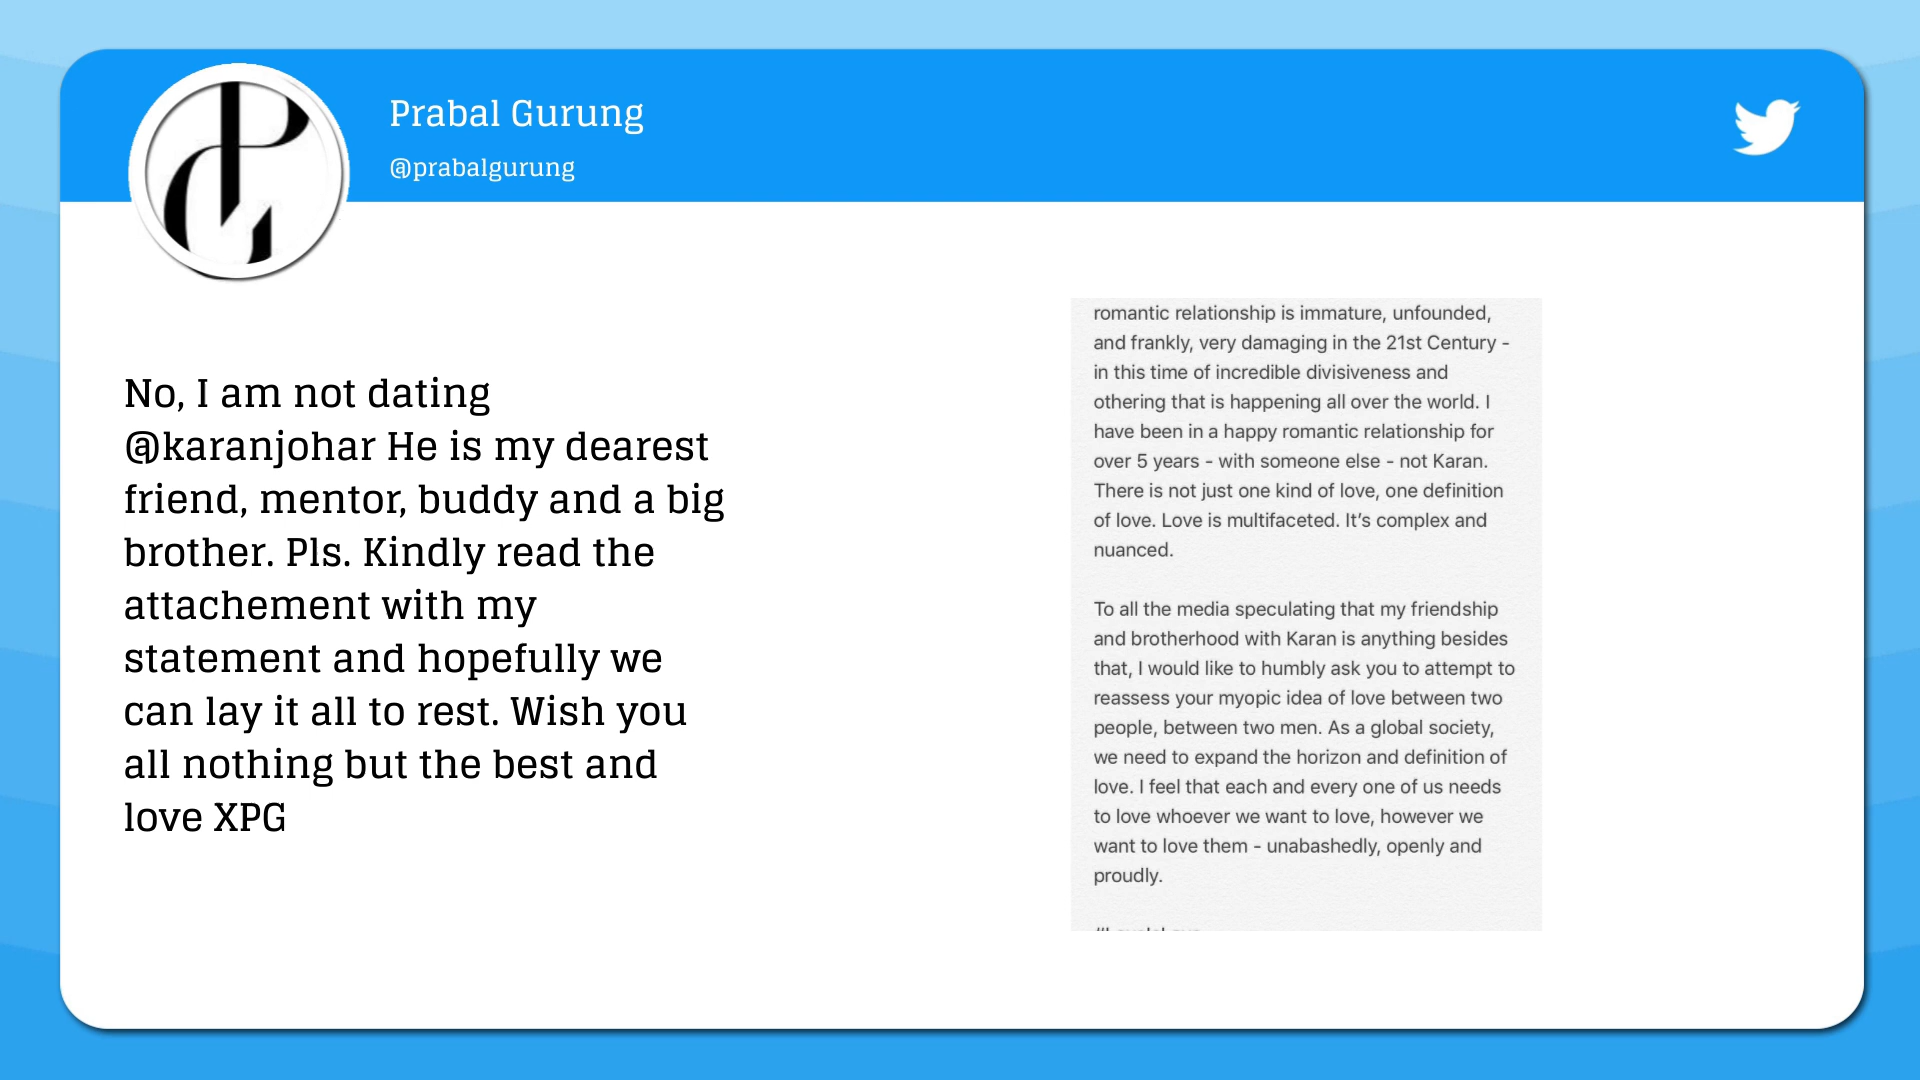 Prabal Gurung
@prabalgurung
No, I am not dating
@karanjohar He is my dearest
friend, mentor, buddy and a big
brother. Pls. Kindly read the
attachement with my
statement and hopefully we
can lay it all to rest. Wish you
all nothing but the best and
love XPG
romantic relationship is immature, unfounded,
and frankly, very damaging in the 21st Century -
in this time of incredible divisiveness and
othering that is happening all over the world. I
have been in a happy romantic relationship for
over 5 years - with someone else - not Karan.
There is not just one kind of love, one definition
of love. Love is multifaceted. It’s complex and
nuanced.
To all the media speculating that my friendship
and brotherhood with Karan is anything besides
that, I would like to humbly ask you to attempt to
reassess your myopic idea of love between two
people, between two men. As a global society,
we need to expand the horizon and definition of
love. I feel that each and every one of us needs
to love whoever we want to love, however we
want to love them - unabashedly, openly and
proudly.